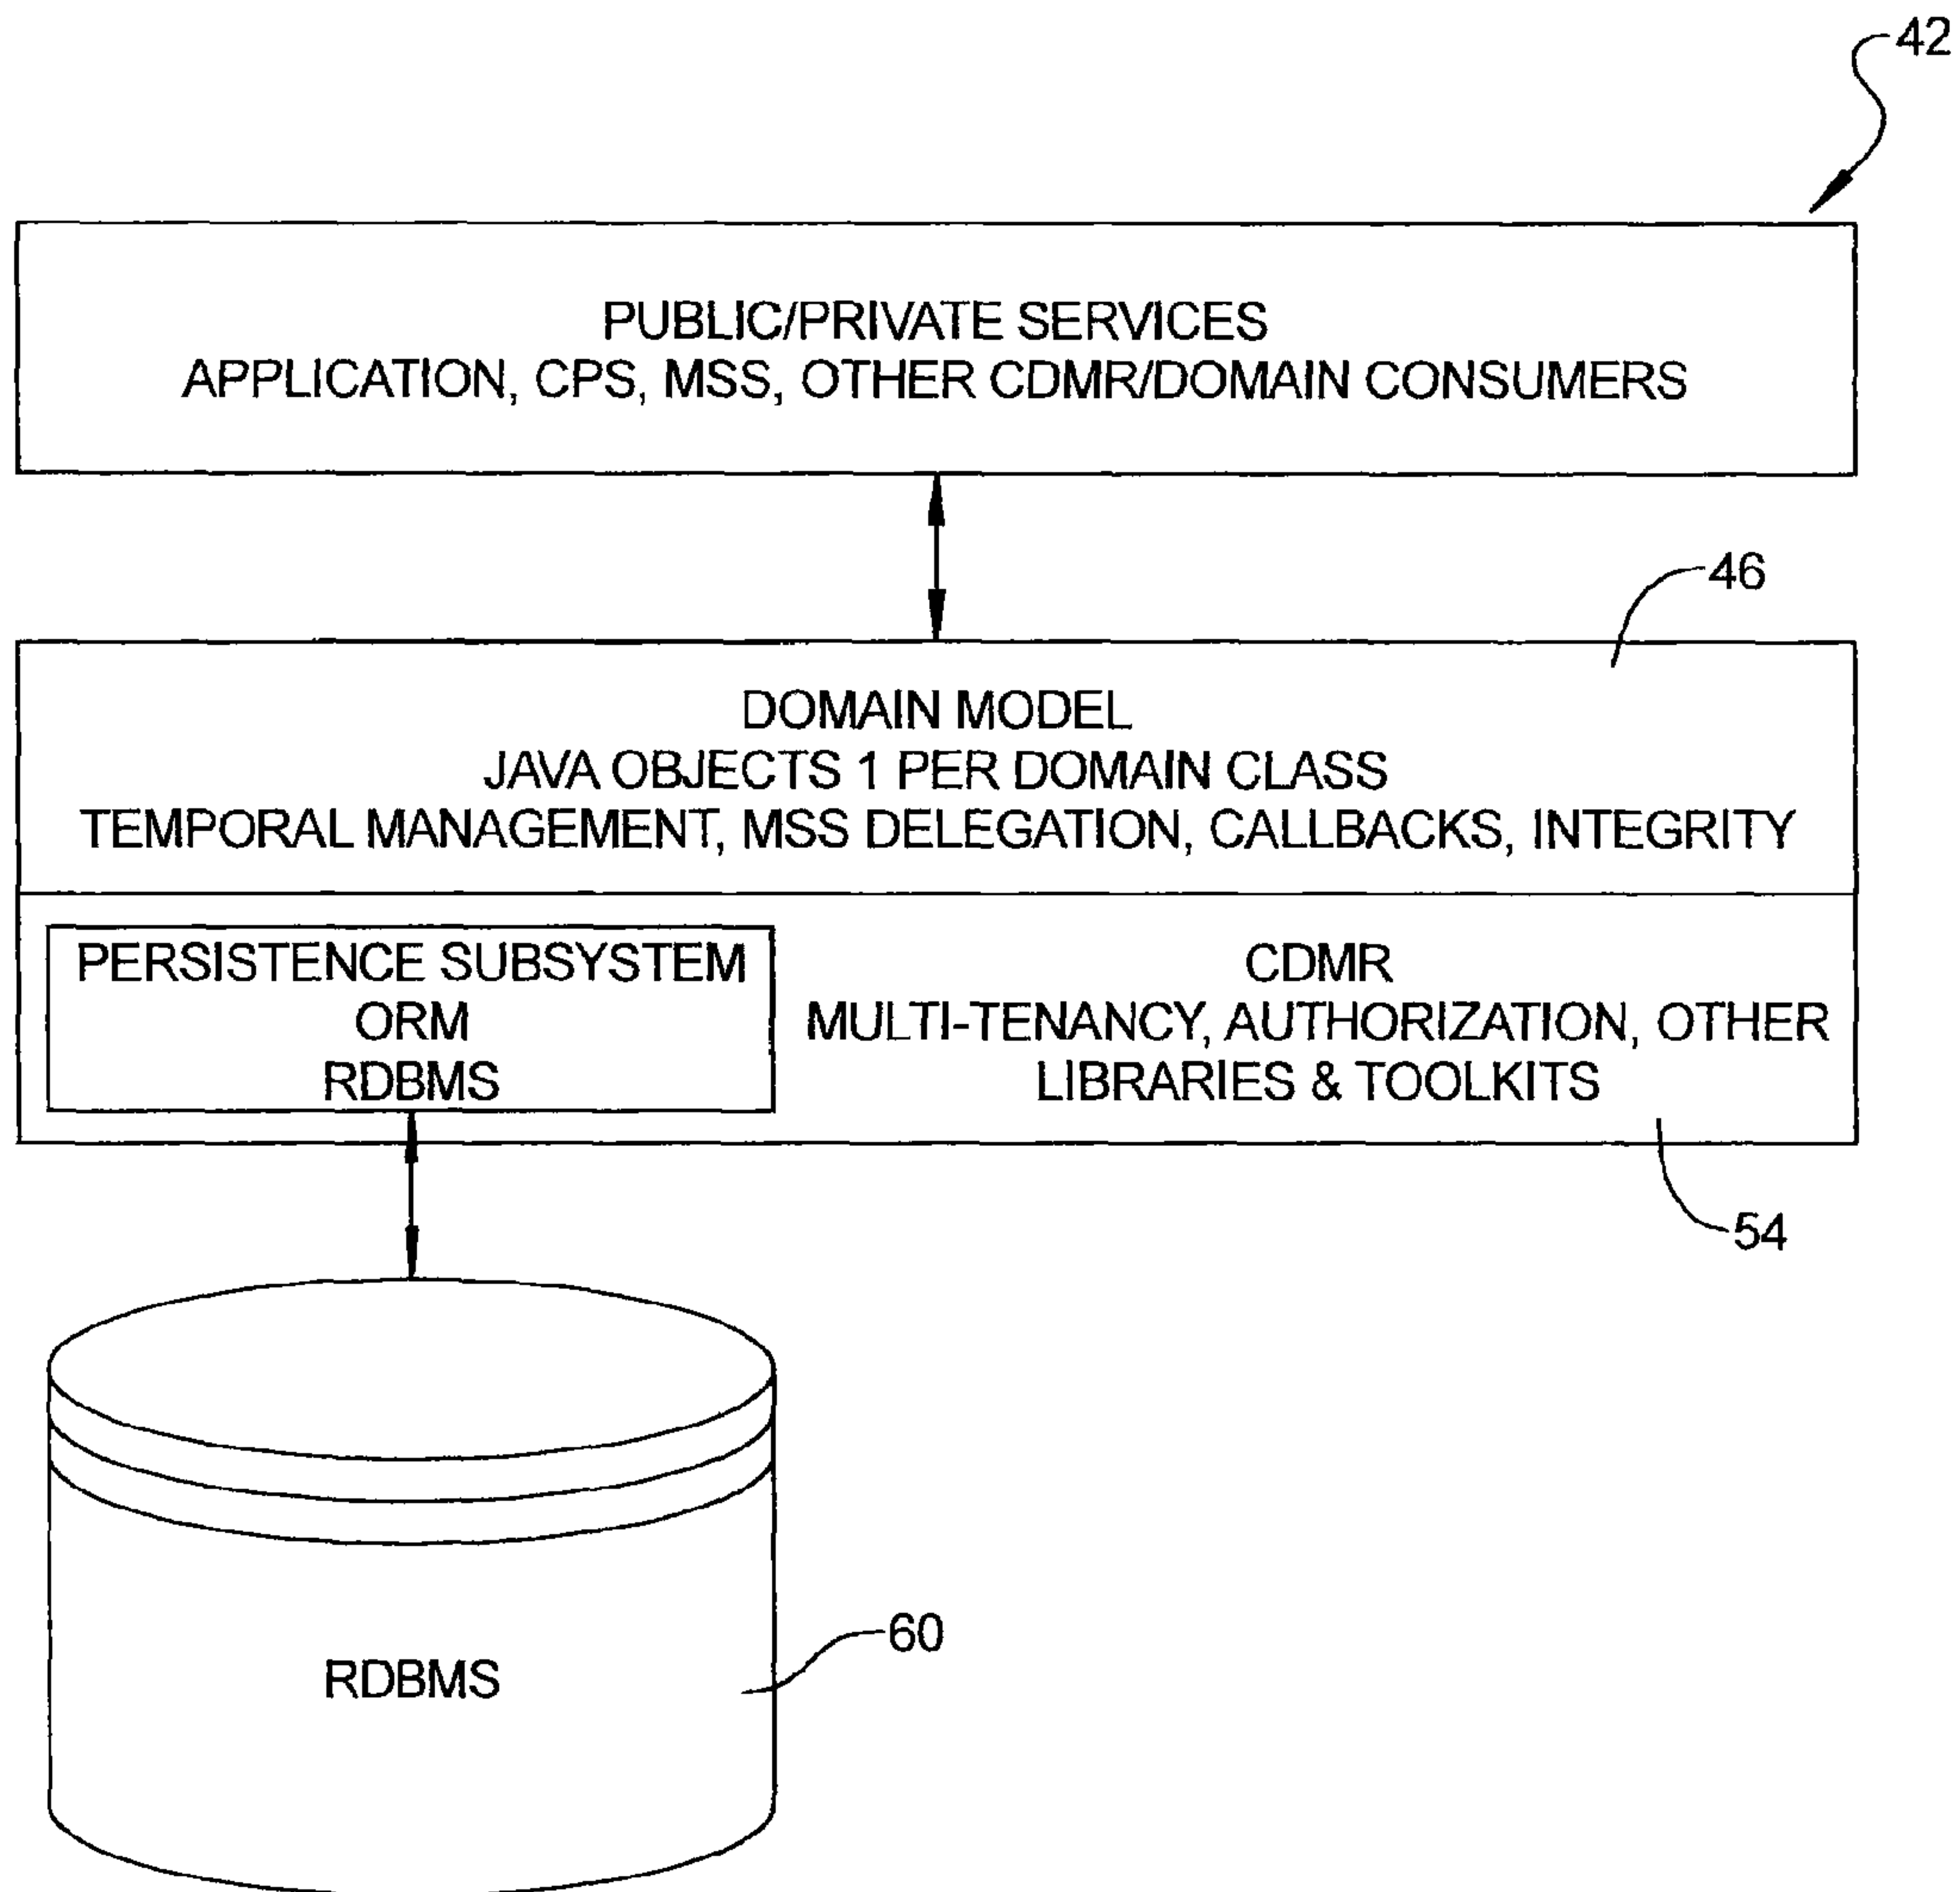 42
PUBLIC/PRIVATE SERVICES
APPLICATION, CPS, MSS, OTHER CDMR/DOMAIN CONSUMERS
46
DOMAIN MODEL
JAVA OBJECTS 1 PER DOMAIN CLASS
TEMPORAL MANAGEMENT, MSS DELEGATION, CALLBACKS, INTEGRITY
PERSISTENCE SUBSYSTEM
ORM
RDBMS
CDMR
MULTI-TENANCY, AUTHORIZATION, OTHER
LIBRARIES & TOOLKITS
54
60
RDBMS